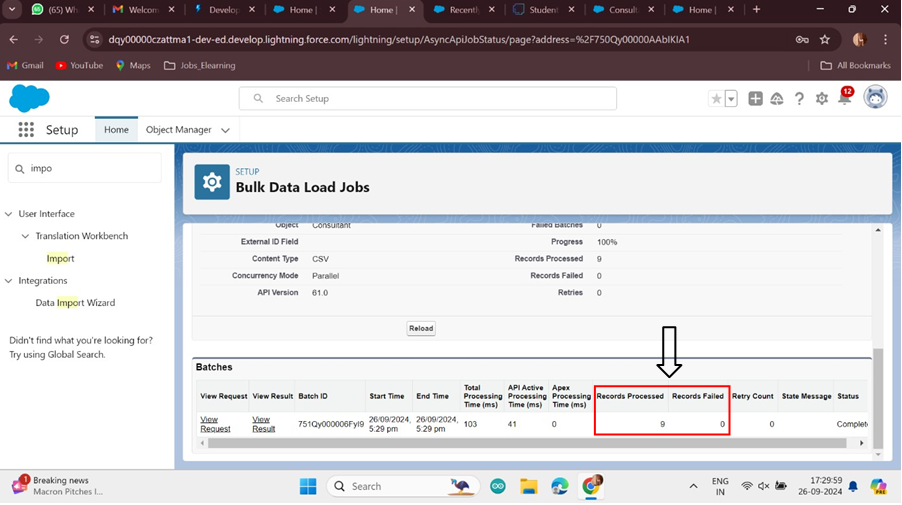 (65) Wha
Welcom
Develop
Home |
Home |
Recently
Student
Consult
Home |
dqy00000czattma1-dev-ed.develop.lightning.force.com/lightning/setup/AsyncApiJobStatus/page?address=%2F750Qy00000AAblKIA1
Gmail
YouTube
Maps
Jobs_Elearning
All Bookmarks
Search Setup
12
Setup
Home
Object Manager
impo
SETUP
Bulk Data Load Jobs
User Interface
Translation Workbench
Import
Integrations
Data Import Wizard
Didn't find what you're looking for?
Try using Global Search.
Object Consultant Failed Batches 0
External ID Field Progress 100%
Content Type CSV Records Processed 9
Concurrency Mode Parallel Records Failed 0
API Version 61.0 Retries 0
Reload
Batches
View Request View Result Batch ID Start Time End Time Total Processing Time (ms) API Active Processing Time (ms) Apex Processing Time (ms) Records Processed Records Failed Retry Count State Message Status
View Request View Result 751Qy000006FyI9 26/09/2024, 5:29 pm 26/09/2024, 5:29 pm 103 41 0 9 0 0 Complete
1
Breaking news
Macron Pitches I...
Search
ENG
IN
17:29:59
26-09-2024
PRE